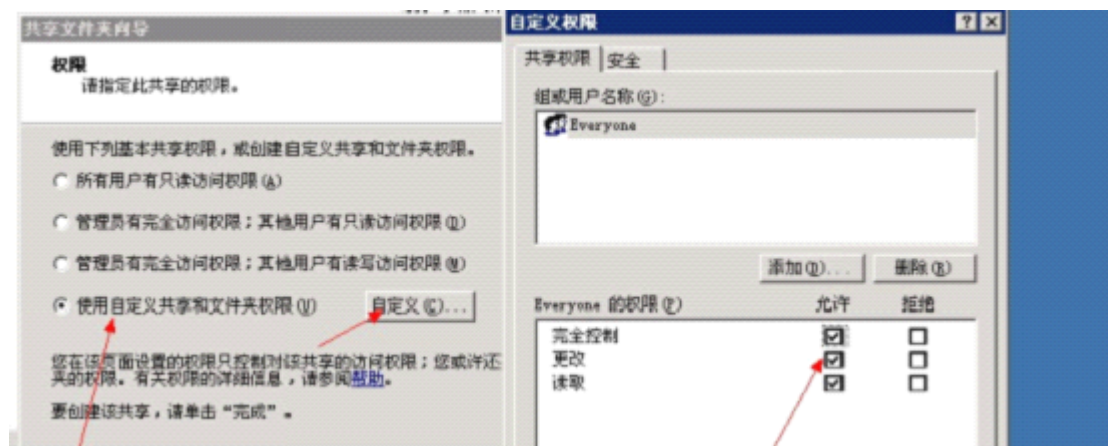 共享文件夹向导
权限
请指定此共享的权限。
使用下列基本共享权限，或创建自定义共享和文件夹权限。
所有用户有只读访问权限(A)
管理员有完全访问权限；其他用户有只读访问权限(D)
管理员有完全访问权限；其他用户有读写访问权限(W)
使用自定义共享和文件夹权限(U)
自定义(C)...
您在该页面设置的权限只控制对该共享的访问权限；您或许还
夹的权限。有关权限的详细信息，请参阅帮助。
要创建该共享，请单击“完成”。
自定义权限
共享权限 安全
组或用户名称(G):
Everyone
添加(D)... 删除(R)
Everyone 的权限(P) 允许 拒绝
完全控制
更改
读取